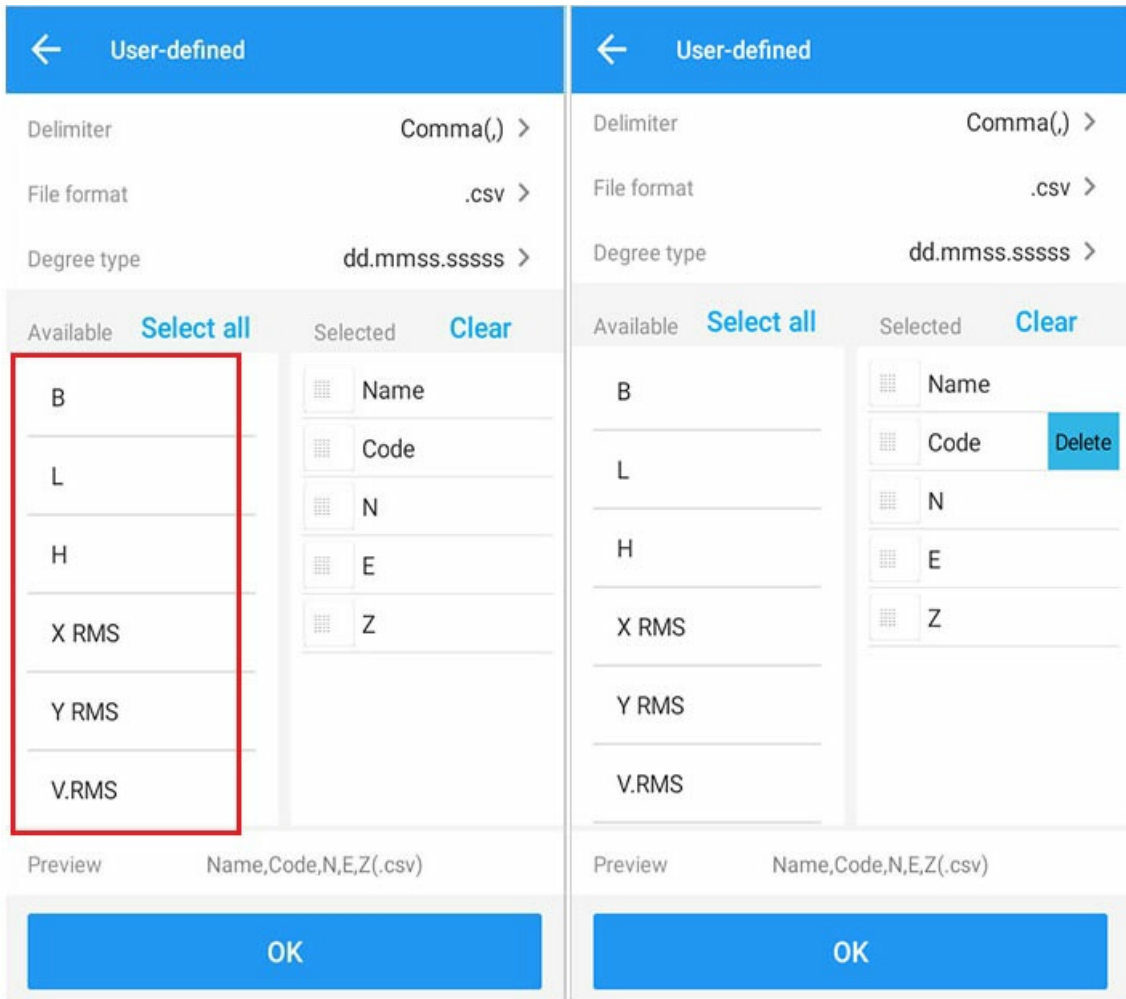 User-defined
Delimiter Comma(,)
File format .csv
Degree type dd.mmss.sssss
Available Select all Selected Clear
B
L
H
X RMS
Y RMS
V.RMS
Name
Code
N
E
Z
Preview Name,Code,N,E,Z(.csv)
OK
User-defined
Delimiter Comma(,)
File format .csv
Degree type dd.mmss.sssss
Available Select all Selected Clear
B
L
H
X RMS
Y RMS
V.RMS
Name
Code Delete
N
E
Z
Preview Name,Code,N,E,Z(.csv)
OK